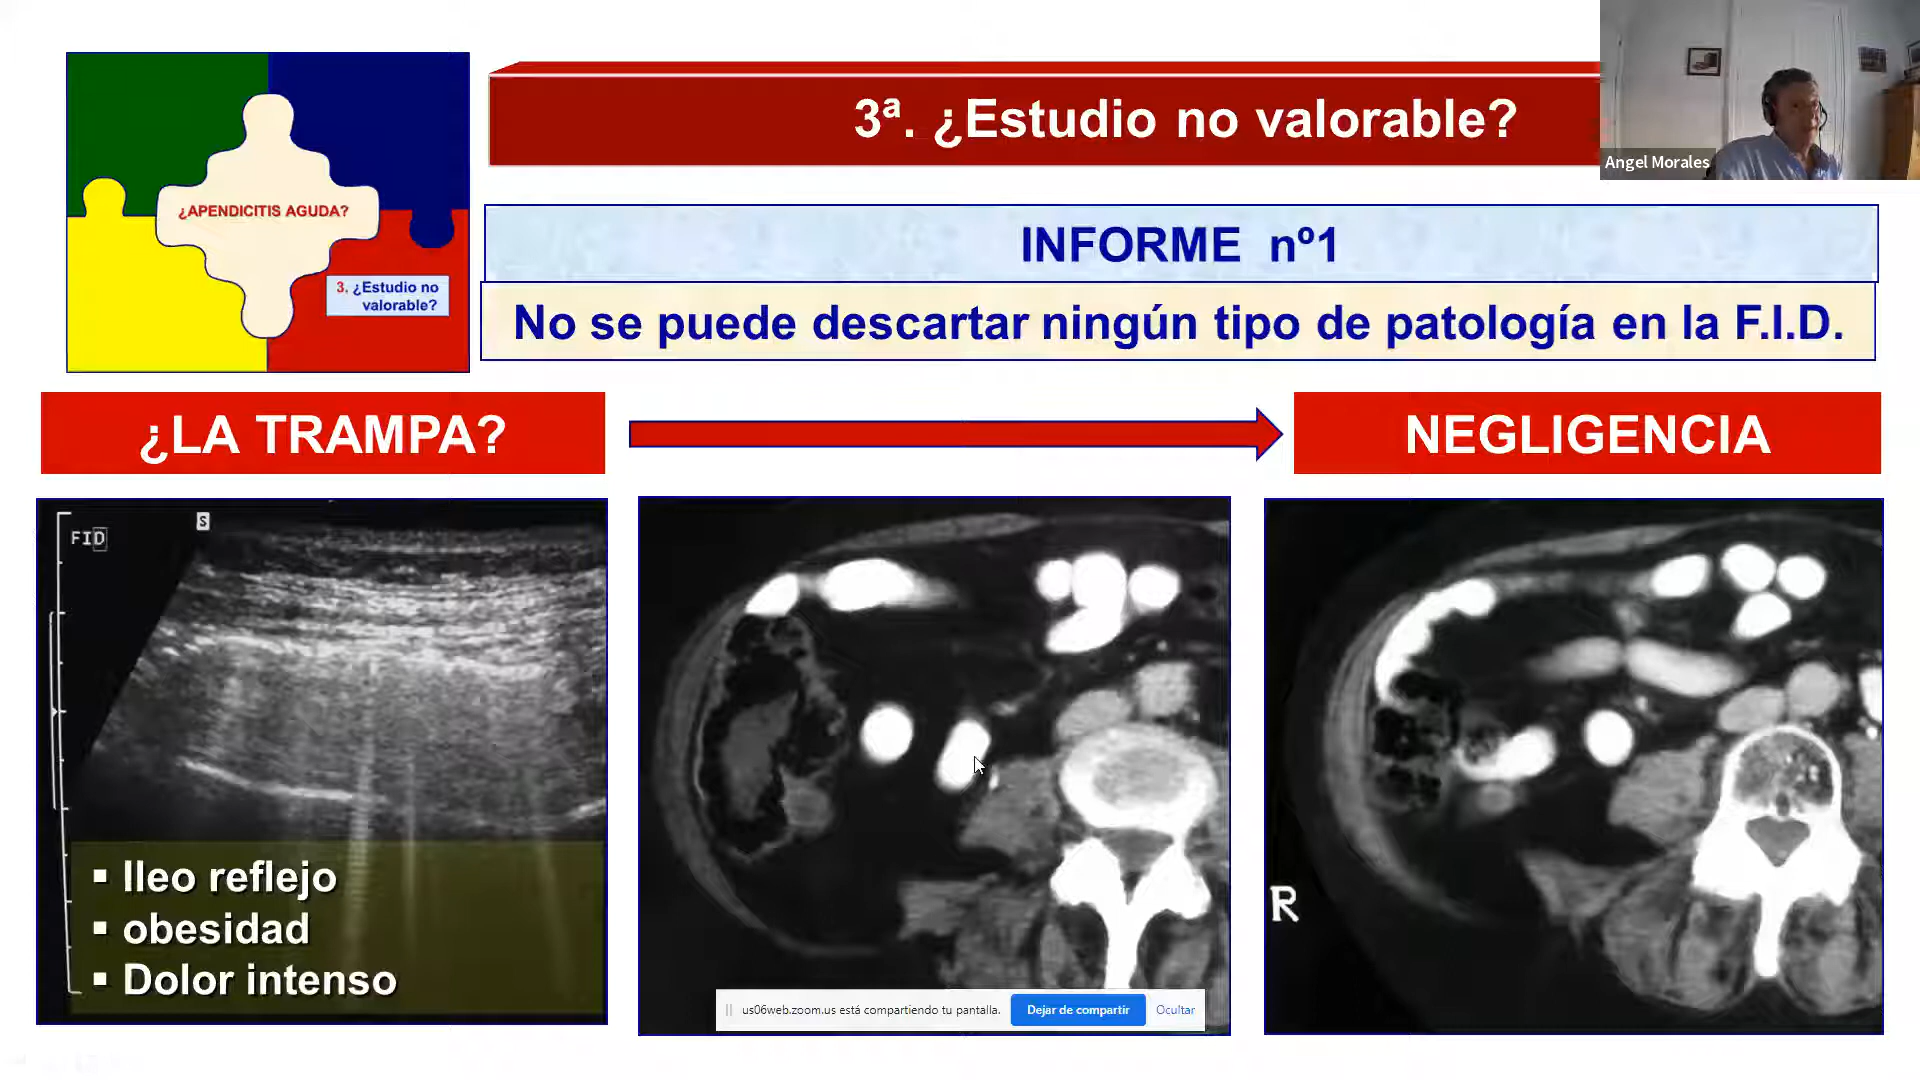 3ª. ¿Estudio no valorable?
Angel Morales
¿APENDICITIS AGUDA?
3. ¿Estudio no
valorable?
INFORME nº1
No se puede descartar ningún tipo de patología en la F.I.D.
¿LA TRAMPA?
NEGLIGENCIA
S
FID
▪ Ileo reflejo
▪ obesidad
▪ Dolor intenso
R
us06web.zoom.us está compartiendo tu pantalla. Dejar de compartir Ocultar